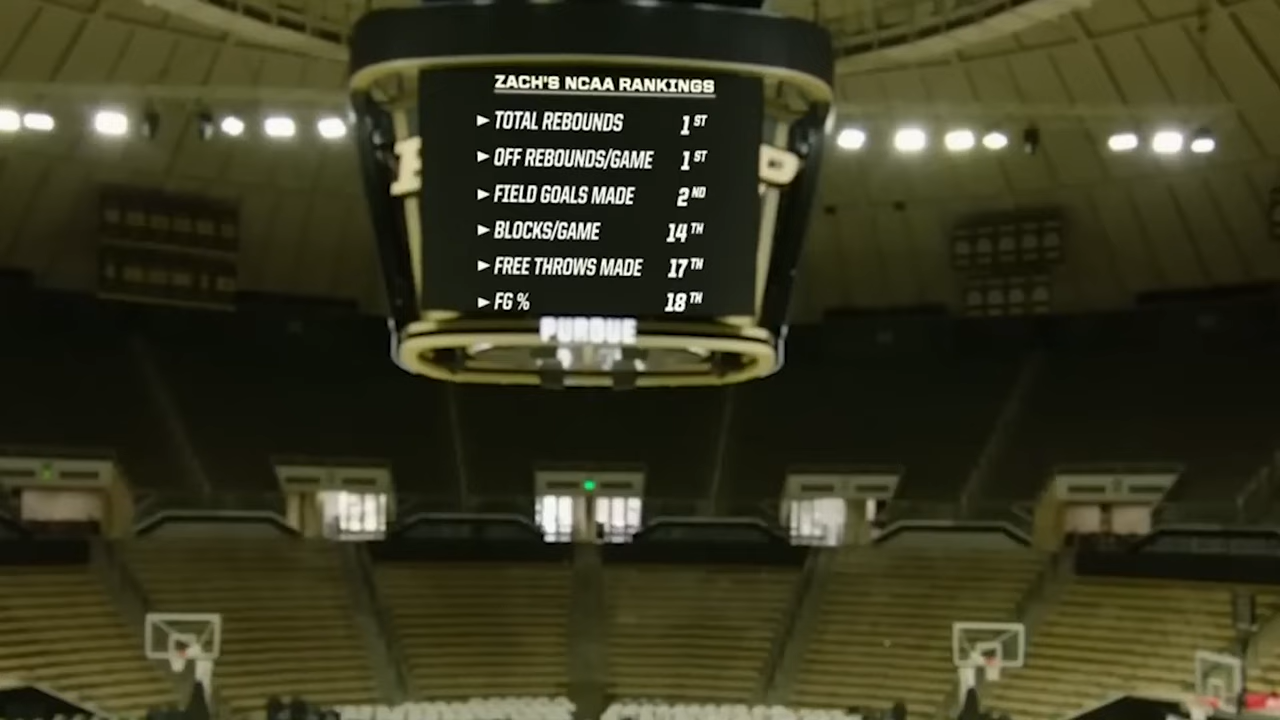 ZACH'S NCAA RANKINGS
►TOTAL REBOUNDS 1ST
►OFF REBOUNDS/GAME 1ST
►FIELD GOALS MADE 2ND
►BLOCKS/GAME 14TH
►FREE THROWS MADE 17TH
►FG % 18TH
PURDUE